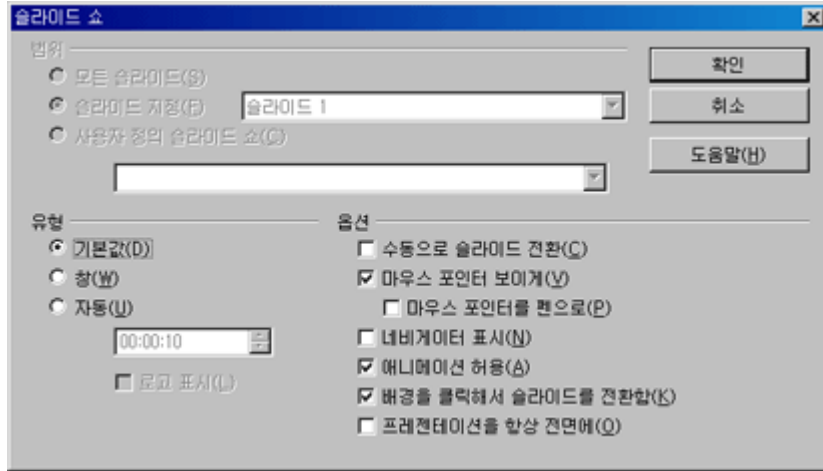 슬라이드 쇼
범위
모든 슬라이드(S)
슬라이드 지정(F) 슬라이드 1
사용자 정의 슬라이드 쇼(C)
확인
취소
도움말(H)
유형
기본값(D)
창(W)
자동(U)
00:00:10
로고 표시(L)
옵션
수동으로 슬라이드 전환(C)
마우스 포인터 보이게(V)
마우스 포인터를 펜으로(P)
네비게이터 표시(N)
애니메이션 허용(A)
배경을 클릭해서 슬라이드를 전환함(K)
프레젠테이션을 항상 전면에(O)